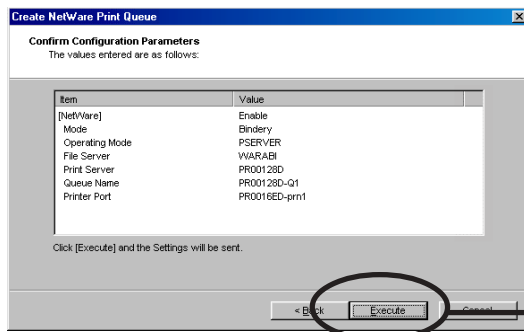 Create NetWare Print Queue
Confirm Configuration Parameters
The values entered are as follows:
Item Value
[NetWare] Enable
Mode Bindery
Operating Mode PSERVER
File Server WARABI
Print Server PR00128D
Queue Name PR00128D-Q1
Printer Port PR0016ED-prn1
Click [Execute] and the Settings will be sent.
< Back Execute Cancel